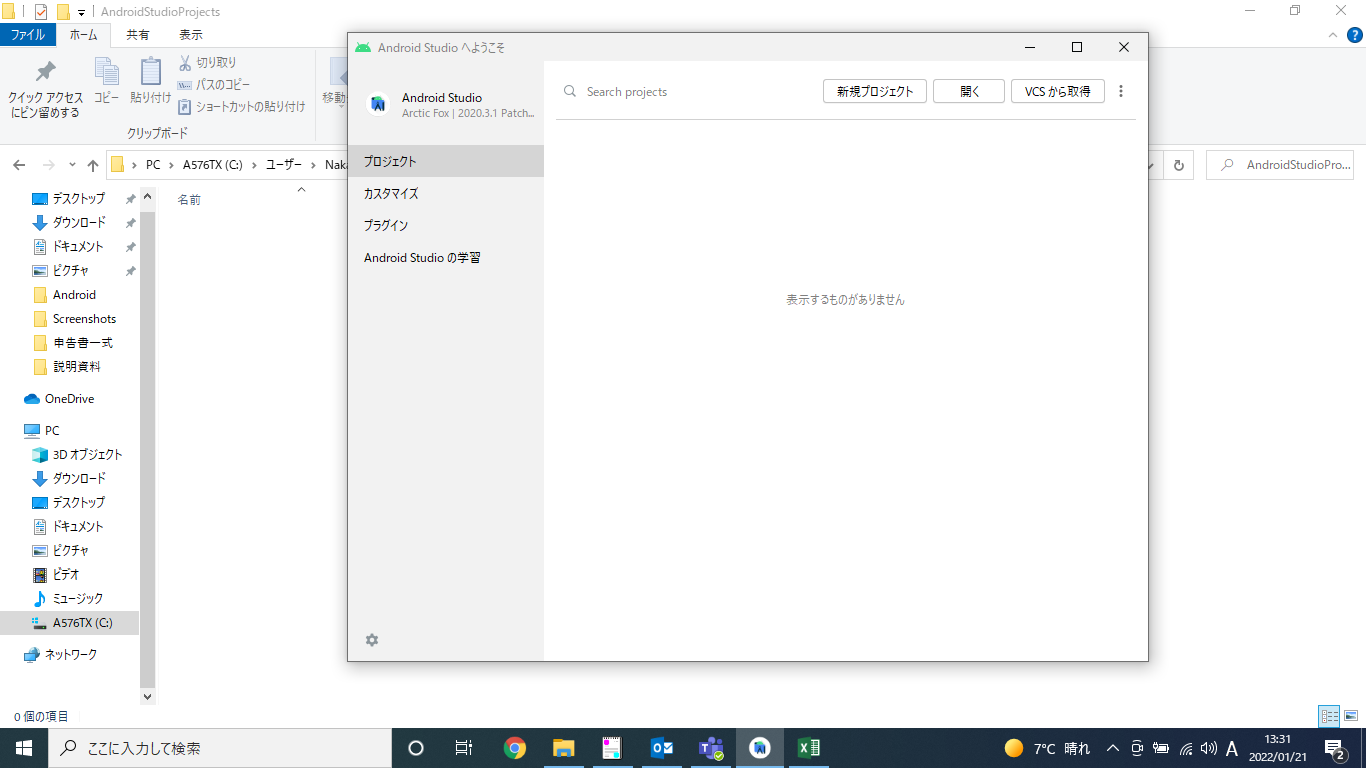 AndroidStudioProjects
ファイル
ホーム
共有
表示
クイック アクセス
にピン留めする
コピー
貼り付け
切り取り
パスのコピー
ショートカットの貼り付け
クリップボード
PC
A576TX (C:)
ユーザー
AndroidStudioPro...
デスクトップ
ダウンロード
ドキュメント
ピクチャ
Android
Screenshots
申告書一式
説明資料
OneDrive
PC
3D オブジェクト
ダウンロード
デスクトップ
ドキュメント
ピクチャ
ビデオ
ミュージック
A576TX (C:)
ネットワーク
名前
0 個の項目
Android Studio へようこそ
Android Studio
Arctic Fox | 2020.3.1 Patch...
プロジェクト
カスタマイズ
プラグイン
Android Studio の学習
Search projects
新規プロジェクト
開く
VCS から取得
表示するものがありません
ここに入力して検索
7°C 晴れ
A
13:31
2022/01/21
2